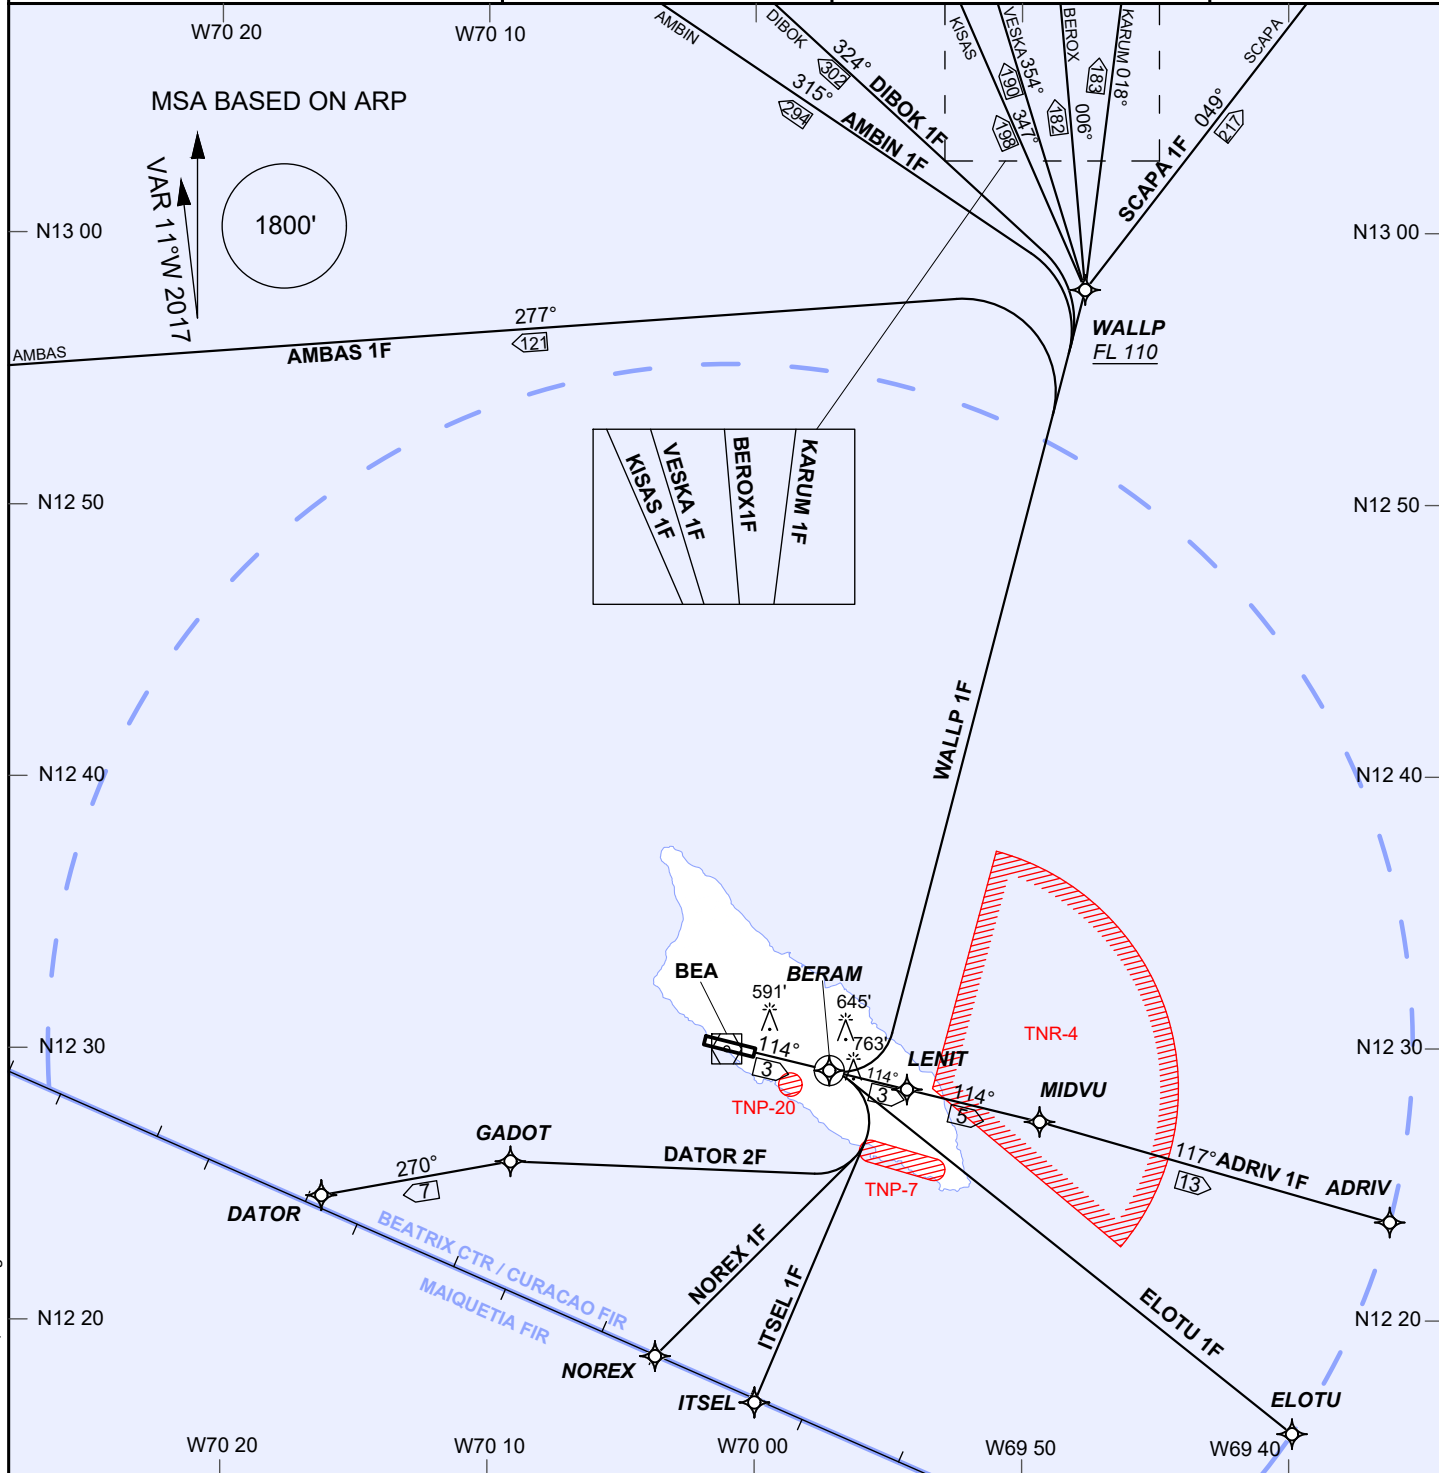 W70 20
W70 10
AMBIN
DIBOK
KISAS
VESKA 354°
BEROX
KARUM 018°
SCAPA
324°
302
DIBOK 1F
315°
294
AMBIN 1F
190
347°
198
182
006°
183
049°
217
SCAPA 1F
MSA BASED ON ARP
VAR 11°W 2017
1800'
N13 00
N13 00
277°
121
AMBAS
AMBAS 1F
WALLP
FL 110
KISAS 1F
VESKA 1F
BEROX1F
KARUM 1F
N12 50
N12 50
WALLP 1F
N12 40
N12 40
BEA
BERAM
591'
645'
763'
TNR-4
N12 30
N12 30
114°
3
114°
3
LENIT
114°
5
MIDVU
TNP-20
GADOT
DATOR 2F
270°
7
DATOR
TNP-7
117°
ADRIV 1F
13
ADRIV
BEATRIX CTR / CURACAO FIR
MAIQUETIA FIR
NOREX 1F
ITSEL 1F
ELOTU 1F
N12 20
N12 20
NOREX
ITSEL
ELOTU
W70 20
W70 10
W70 00
W69 50
W69 40